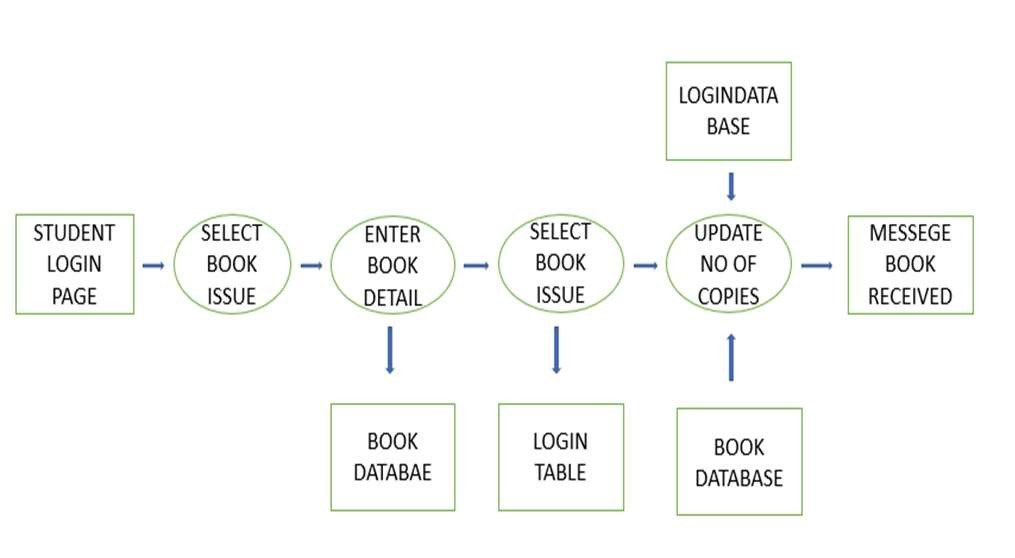 LOGINDATA
BASE
STUDENT
LOGIN
PAGE
SELECT
BOOK
ISSUE
ENTER
BOOK
DETAIL
SELECT
BOOK
ISSUE
UPDATE
NO OF
COPIES
MESSEGE
BOOK
RECEIVED
BOOK
DATABAE
LOGIN
TABLE
BOOK
DATABASE